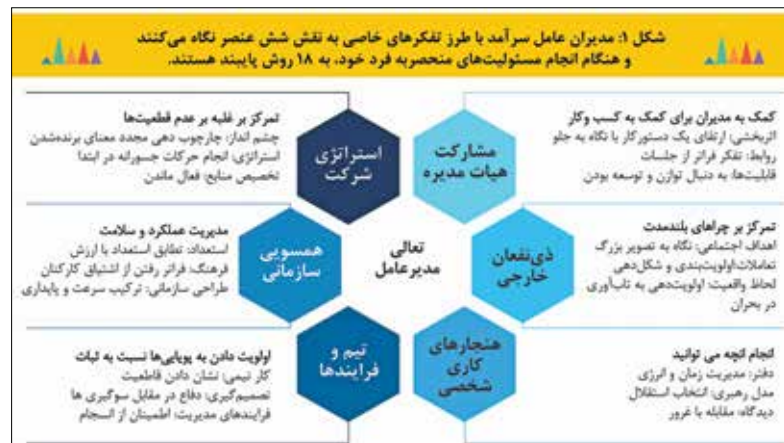 شکل ۱: مدیران عامل سرآمد با طرز تفکرهای خاصی به نقش شش عنصر نگاه می‌کنند
و هنگام انجام مسئولیت‌های منحصربه فرد خود، به ۱۸ روش پایبند هستند.
کمک به مدیران برای کمک به کسب وکار
اثربخشی: ارتقای یک دستورکار با نگاه به جلو
روابط: تفکر فراتر از جلسات
قابلیت‌ها: به دنبال توازن و توسعه بودن
مشارکت
هیات مدیره
استراتژی
شرکت
تمرکز بر غلبه بر عدم قطعیت‌ها
چشم انداز: چارچوب دهی مجدد معنای برنده‌شدن
استراتژی: انجام حرکات جسورانه در ابتدا
تخصیص منابع: فعال ماندن
تمرکز بر چراهای بلندمدت
اهداف اجتماعی: نگاه به تصویر بزرگ
تعاملات:اولویت‌بندی و شکل‌دهی
لحاظ واقعیت: اولویت‌دهی به تاب‌آوری
در بحران
ذی‌نفعان
خارجی
تعالی
مدیرعامل
همسویی
سازمانی
مدیریت عملکرد و سلامت
استعداد: تطابق استعداد با ارزش
فرهنگ: فراتر رفتن از اشتیاق کارکنان
طراحی سازمانی: ترکیب سرعت و پایداری
انجام آنچه می توانید
دفتر: مدیریت زمان و انرژی
مدل رهبری: انتخاب استقلال
دیدگاه: مقابله با غرور
هنجارهای
کاری
شخصی
تیم و
فرایندها
اولویت دادن به پویایی‌ها نسبت به ثبات
کار تیمی: نشان دادن قاطعیت
تصمیم‌گیری: دفاع در مقابل سوگیری ها
فرایندهای مدیریت: اطمینان از انسجام